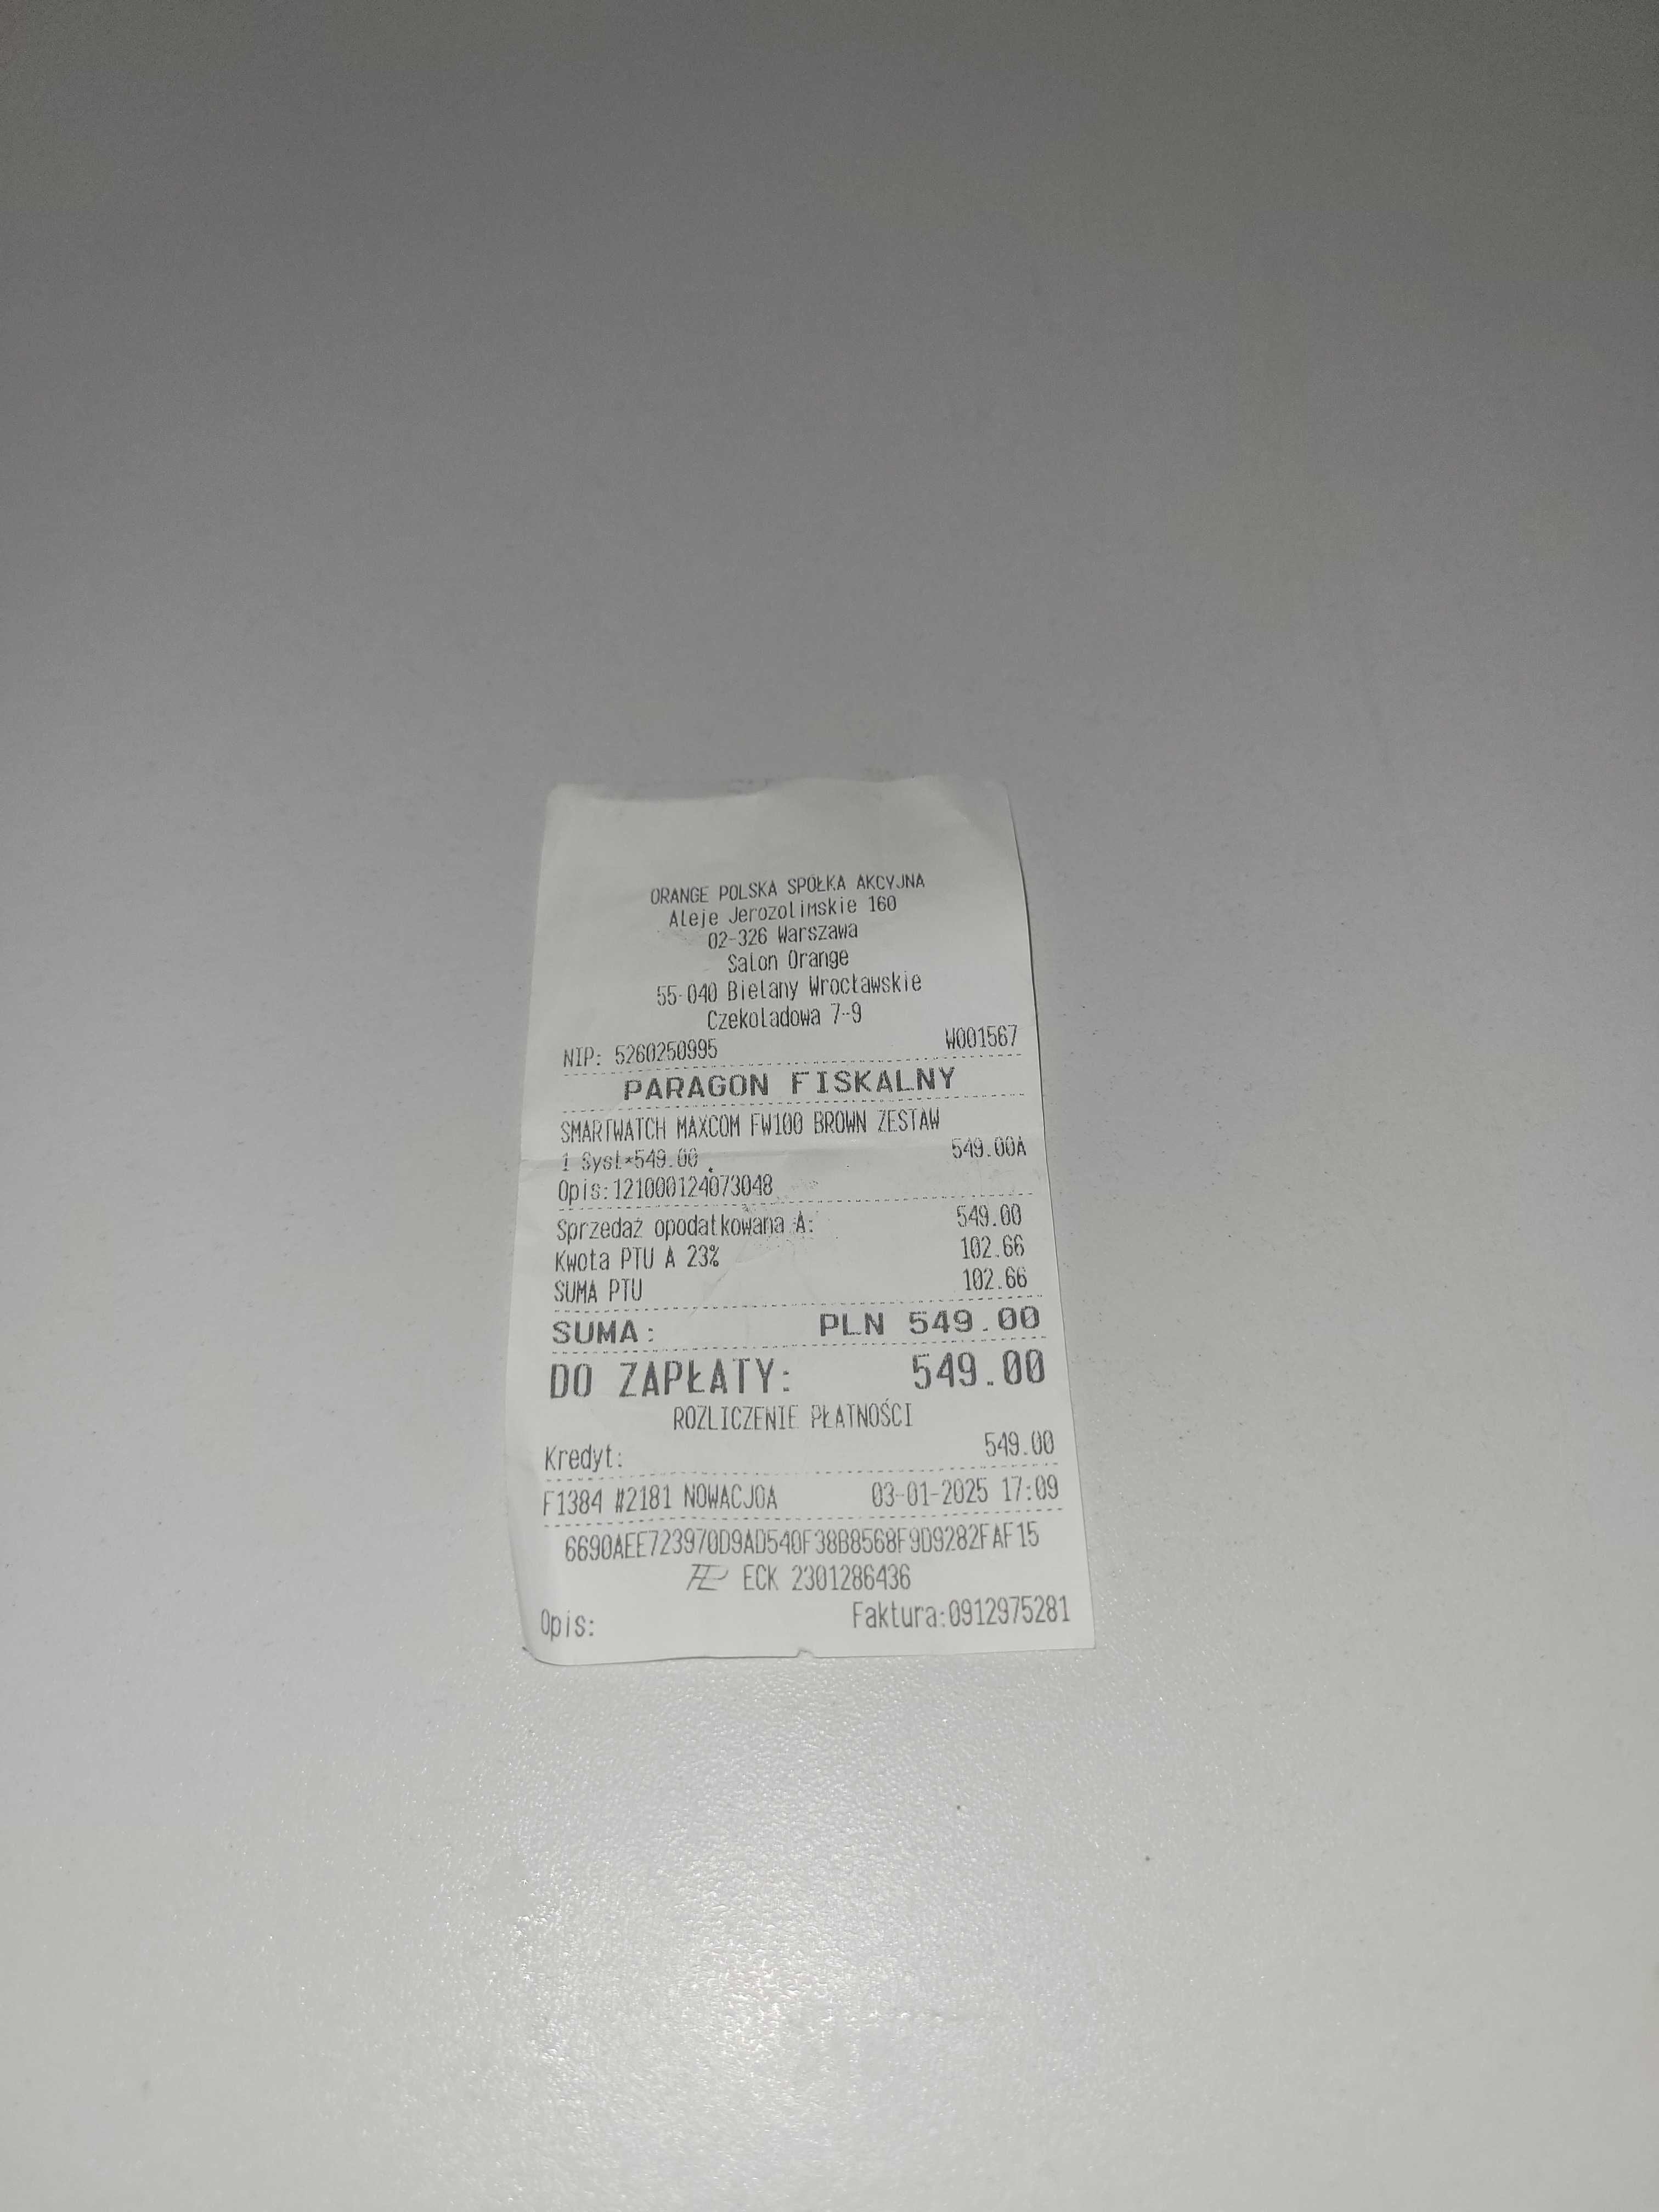 ORANGE POLSKA SPÓŁKA AKCYJNA
Aleje Jerozolimskie 160
02-326 Warszawa
Salon Orange
55-040 Bielany Wrocławskie
Czekoladowa 7-9
NIP: 5260250995 W001567
PARAGON FISKALNY
SMARTWATCH MAXCOM FW100 BROWN ZESTAW
1 Syst*549.00 549.00A
Opis:121000124073048
Sprzedaż opodatkowana A: 549.00
Kwota PTU A 23% 102.66
SUMA PTU 102.66
SUMA: PLN 549.00
DO ZAPŁATY: 549.00
ROZLICZENIE PŁATNOŚCI
Kredyt: 549.00
F1384 #2181 NOWACJOA 03-01-2025 17:09
6690AEE723970D9AD540F38B8568F9D9282FAF15
ECK 2301286436
Opis: Faktura:0912975281